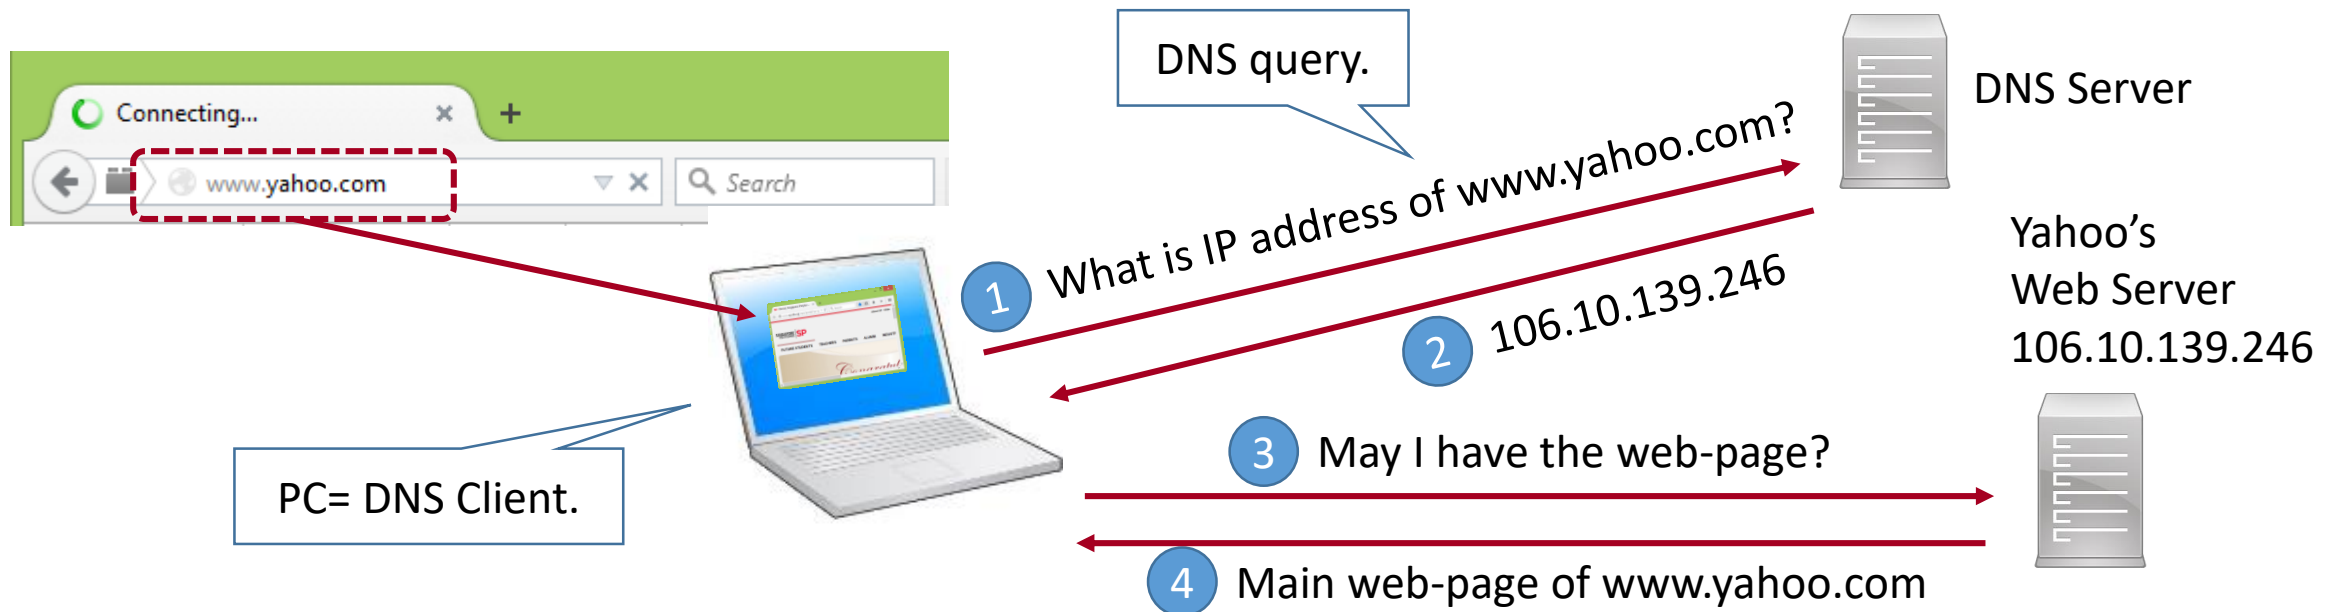 DNS query.
DNS Server
Connecting...
www.yahoo.com
Search
1 What is IP address of www.yahoo.com?
2 106.10.139.246
Yahoo's
Web Server
106.10.139.246
SP
3 May I have the web-page?
PC= DNS Client.
4 Main web-page of www.yahoo.com